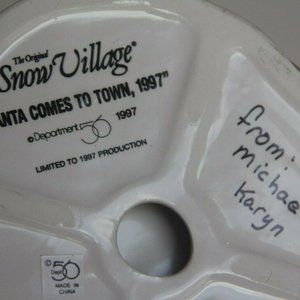 The Original
Snow Village®
ANTA COMES TO TOWN, 1997"
©Department 56 1997
LIMITED TO 1997 PRODUCTION
from:
michae
Karyn
©
Dept 56
MADE IN
CHINA